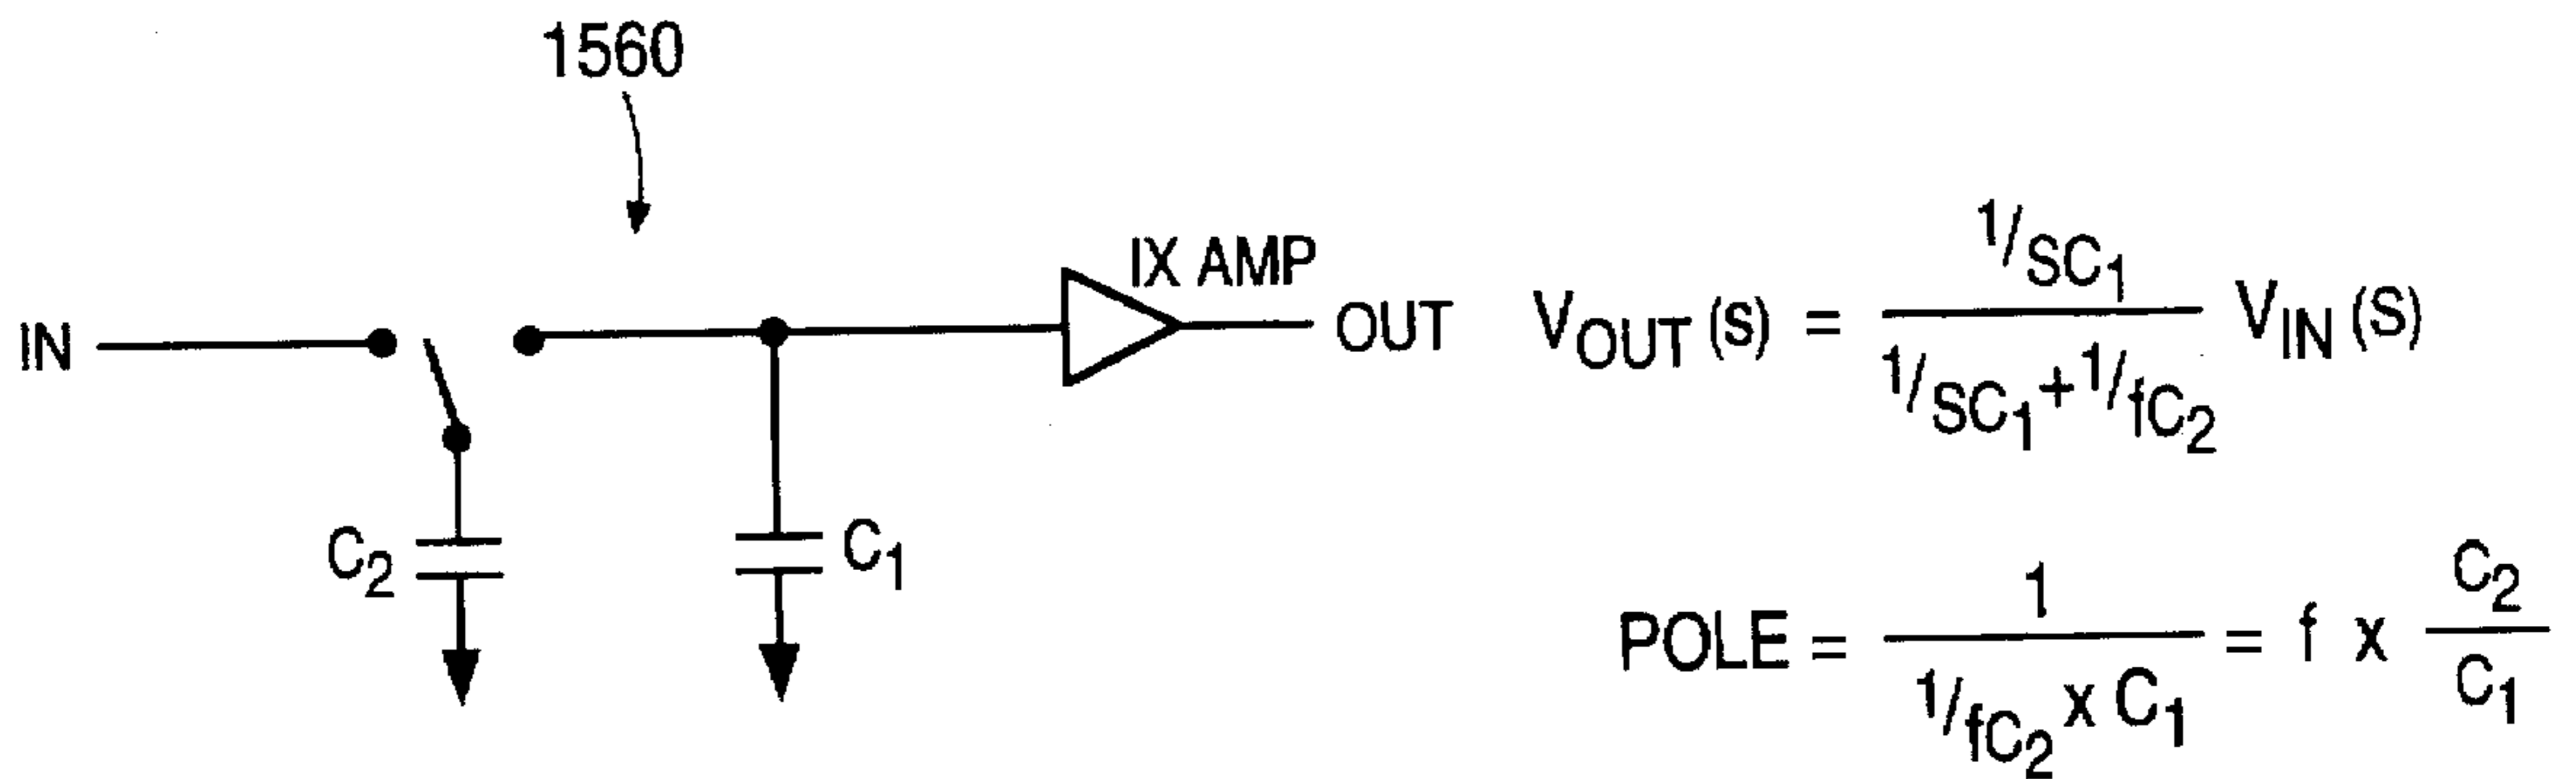 1560
IX AMP
IN
OUT
C2
C1
VOUT (s) = 1/SC1 / 1/SC1 + 1/fC2 VIN (S)
POLE = 1 / 1/fC2 x C1 = f x C2 / C1